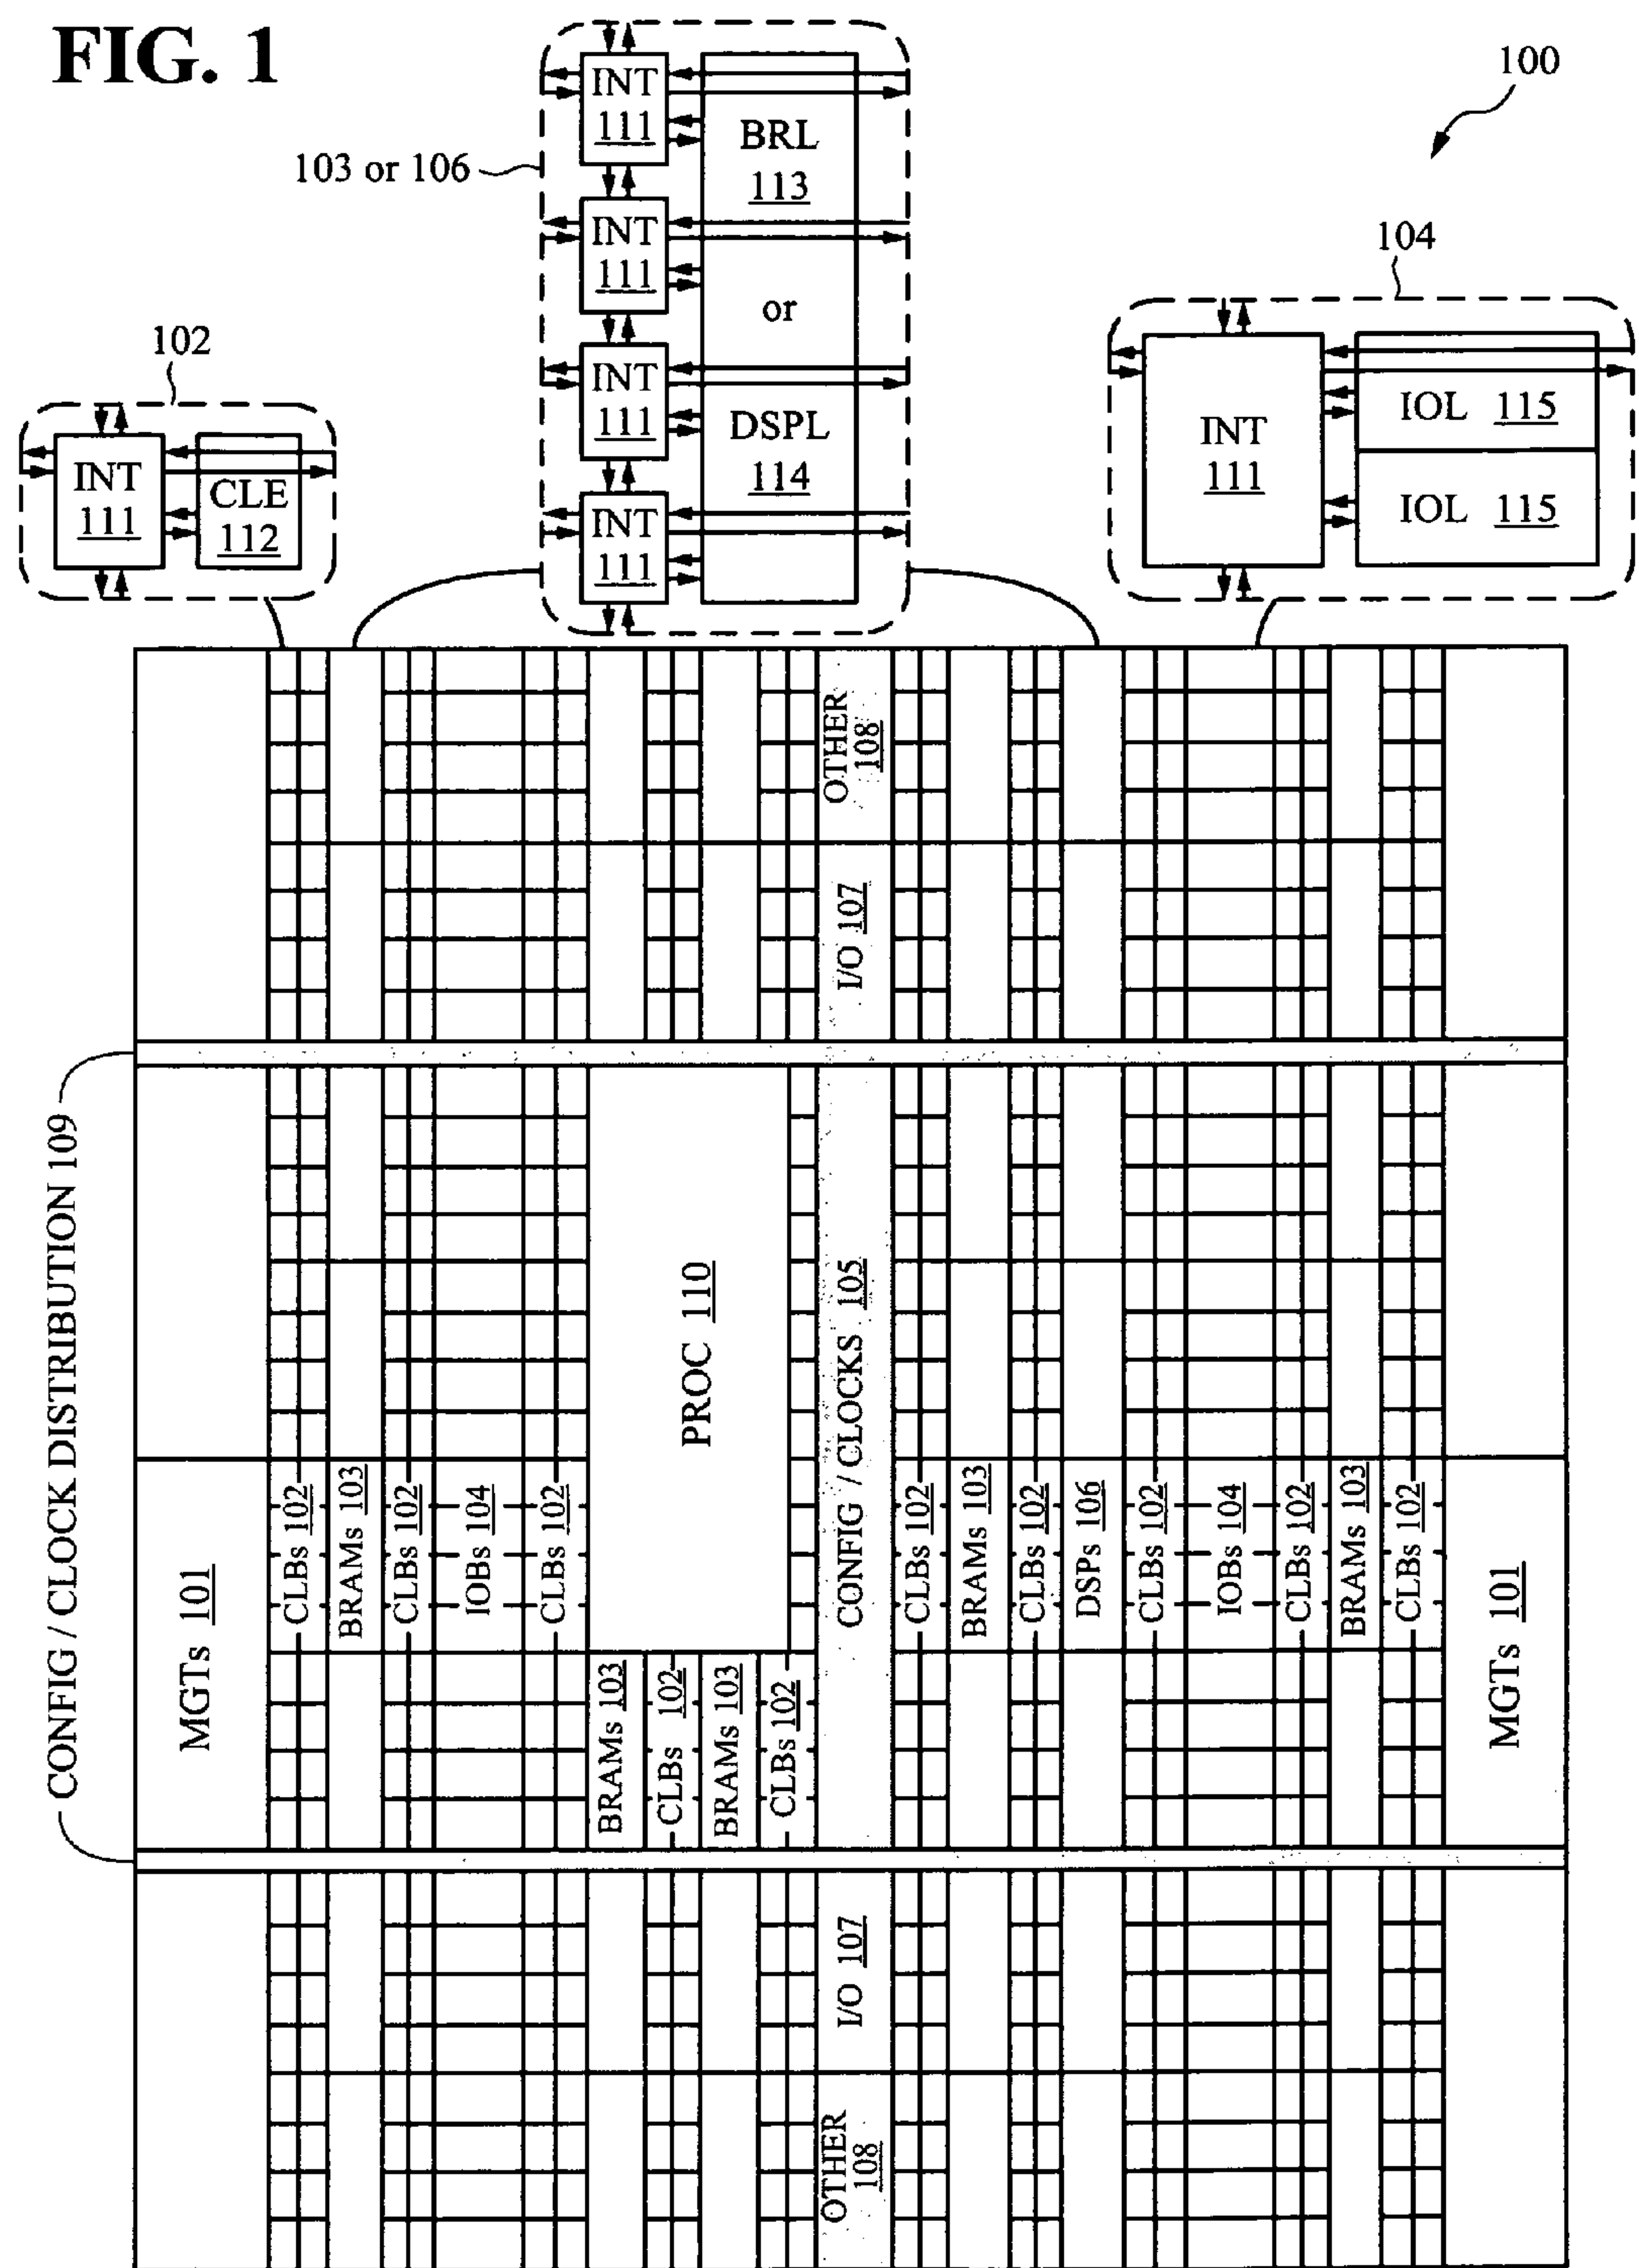 FIG. 1
100
103 or 106
INT
111
INT
111
INT
111
INT
111
BRL
113
or
DSPL
114
104
INT
111
IOL 115
IOL 115
102
INT
111
CLE
112
OTHER
108
I/O 107
CONFIG / CLOCK DISTRIBUTION 109
PROC 110
CONFIG / CLOCKS 105
MGTs 101
CLBs 102
BRAMs 103
CLBs 102
IOBs 104
CLBs 102
BRAMs 103
CLBs 102
BRAMs 103
CLBs 102
CLBs 102
BRAMs 103
CLBs 102
DSPs 106
CLBs 102
IOBs 104
CLBs 102
BRAMs 103
CLBs 102
MGTs 101
I/O 107
OTHER
108